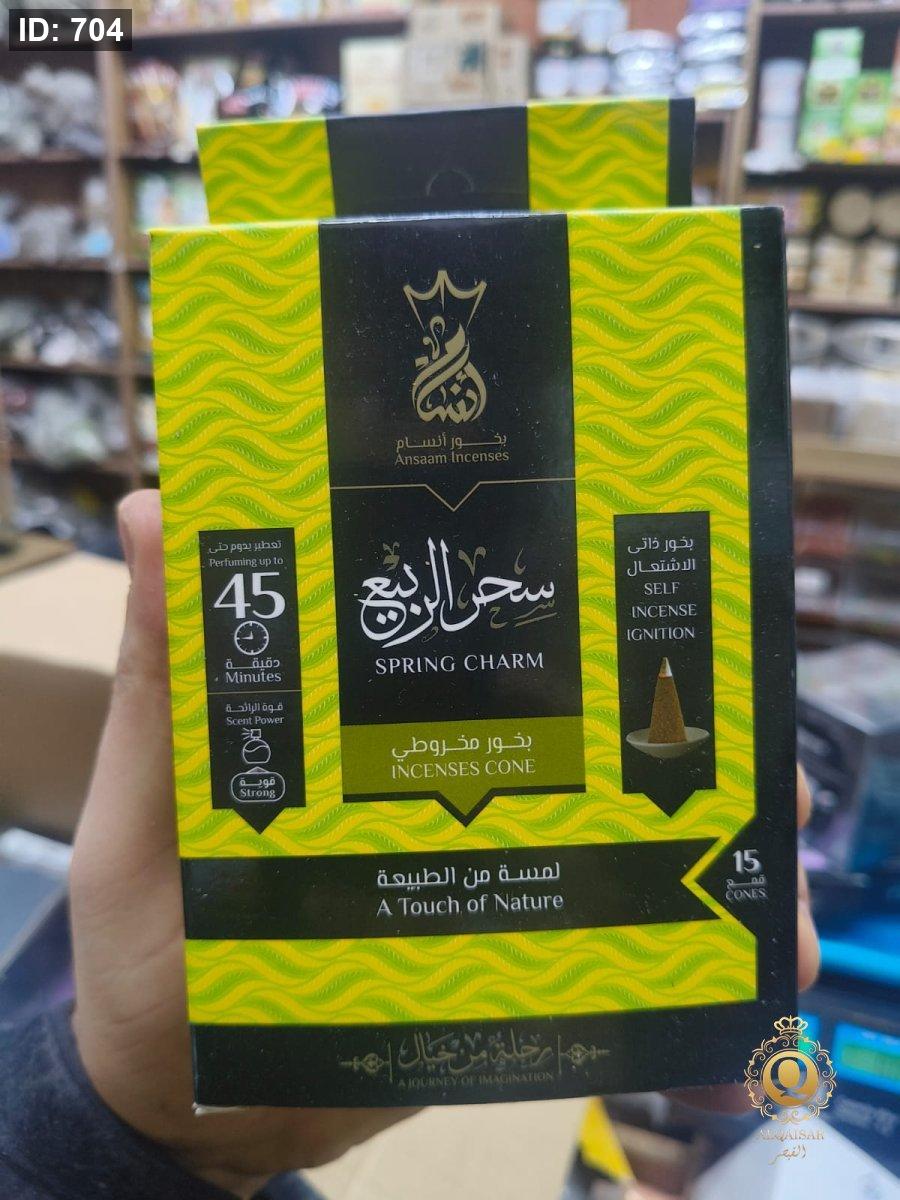 ID: 704
أنسام
بخور أنسام
Ansaam Incenses
تعطير يدوم حتى
Perfuming up to
45
دقيقة
Minutes
قوة الرائحة
Scent Power
قوية
Strong
سحر الربيع
SPRING CHARM
بخور مخروطي
INCENSES CONE
بخور ذاتى
الاشتعال
SELF
INCENSE
IGNITION
لمسة من الطبيعة
A Touch of Nature
15
قمع
CONES
رحلة من خيال
A JOURNEY OF IMAGINATION
Q
ALQAISAR
القيصر